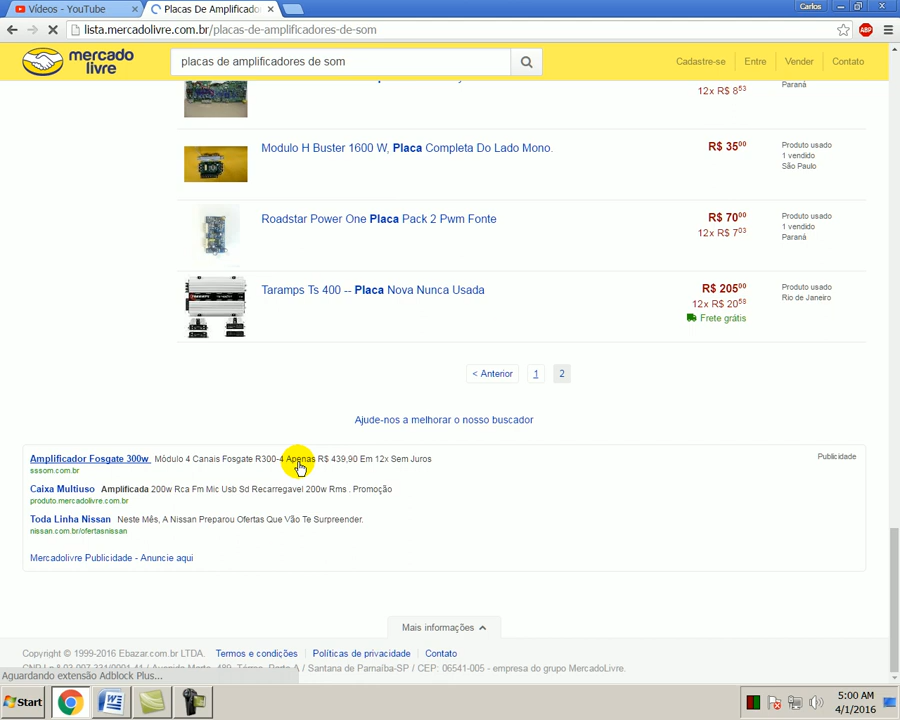 Vídeos - YouTube
Placas De Amplificador
Carlos
lista.mercadolivre.com.br/placas-de-amplificadores-de-som
ABP
mercado
livre
placas de amplificadores de som
Cadastre-se
Entre
Vender
Contato
12x R$ 8⁵³
Paraná
Modulo H Buster 1600 W, Placa Completa Do Lado Mono.
R$ 35⁰⁰
Produto usado
1 vendido
São Paulo
Roadstar Power One Placa Pack 2 Pwm Fonte
R$ 70⁰⁰
12x R$ 7⁰³
Produto usado
1 vendido
Paraná
Taramps Ts 400 -- Placa Nova Nunca Usada
R$ 205⁰⁰
12x R$ 20⁵⁸
Frete grátis
Produto usado
Rio de Janeiro
< Anterior
1
2
Ajude-nos a melhorar o nosso buscador
Amplificador Fosgate 300w Módulo 4 Canais Fosgate R300-4 Apenas R$ 439,90 Em 12x Sem Juros
Publicidade
sssom.com.br
Caixa Multiuso Amplificada 200w Rca Fm Mic Usb Sd Recarregavel 200w Rms . Promoção
produto.mercadolivre.com.br
Toda Linha Nissan Neste Mês, A Nissan Preparou Ofertas Que Vão Te Surpreender.
nissan.com.br/ofertasnissan
Mercadolivre Publicidade - Anuncie aqui
Mais informações
Copyright © 1999-2016 Ebazar.com.br LTDA.
Termos e condições
Políticas de privacidade
Contato
/ Santana de Parnaíba-SP / CEP: 06541-005 - empresa do grupo MercadoLivre.
Aguardando extensão Adblock Plus...
Start
5:00 AM
4/1/2016